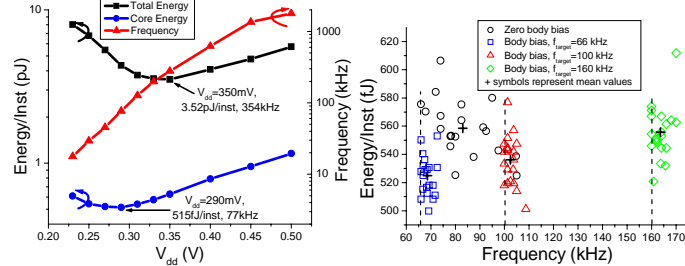 Total Energy
Core Energy
Frequency
10
1
Energy/Inst (pJ)
1000
100
10
Frequency (kHz)
V_dd=350mV,
3.52pJ/inst, 354kHz
V_dd=290mV,
515fJ/inst, 77kHz
0.20 0.25 0.30 0.35 0.40 0.45 0.50
V_dd (V)
Zero body bias
Body bias, f_target=66 kHz
Body bias, f_target=100 kHz
Body bias, f_target=160 kHz
+ symbols represent mean values
620
600
580
560
540
520
500
Energy/Inst (fJ)
60 70 80 90 100 110 140 150 160 170
Frequency (kHz)